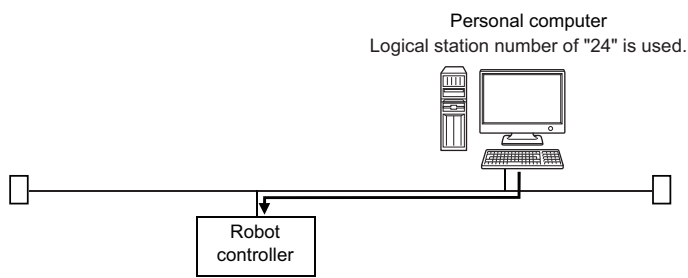 Personal computer
Logical station number of "24" is used.
Robot
controller